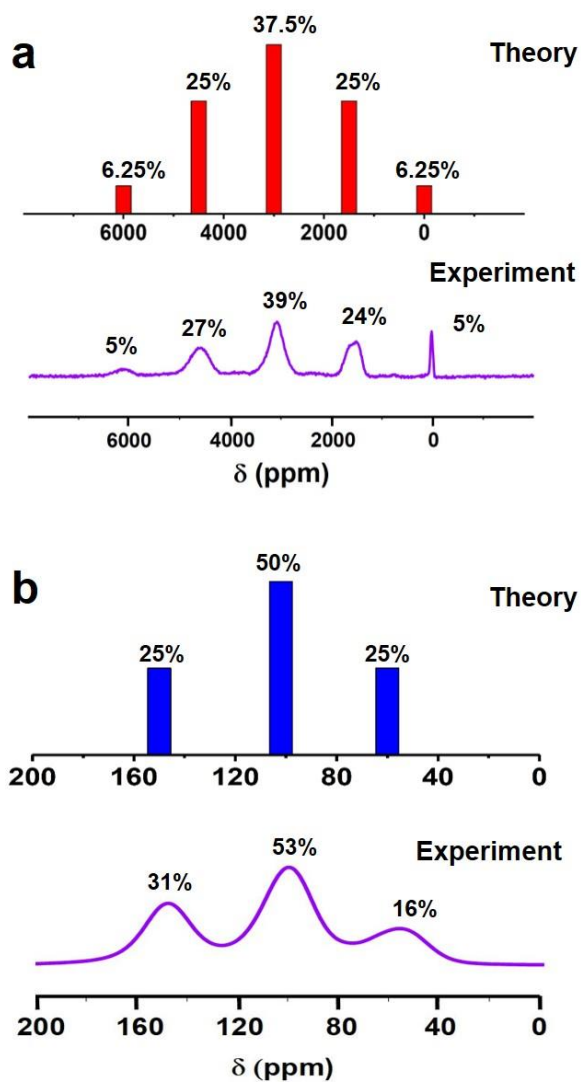 a
Theory
37.5%
25% 25%
6.25% 6.25%
6000 4000 2000 0
Experiment
39%
27% 24%
5% 5%
6000 4000 2000 0
δ (ppm)
b
Theory
50%
25% 25%
200 160 120 80 40 0
Experiment
53%
31%
16%
200 160 120 80 40 0
δ (ppm)